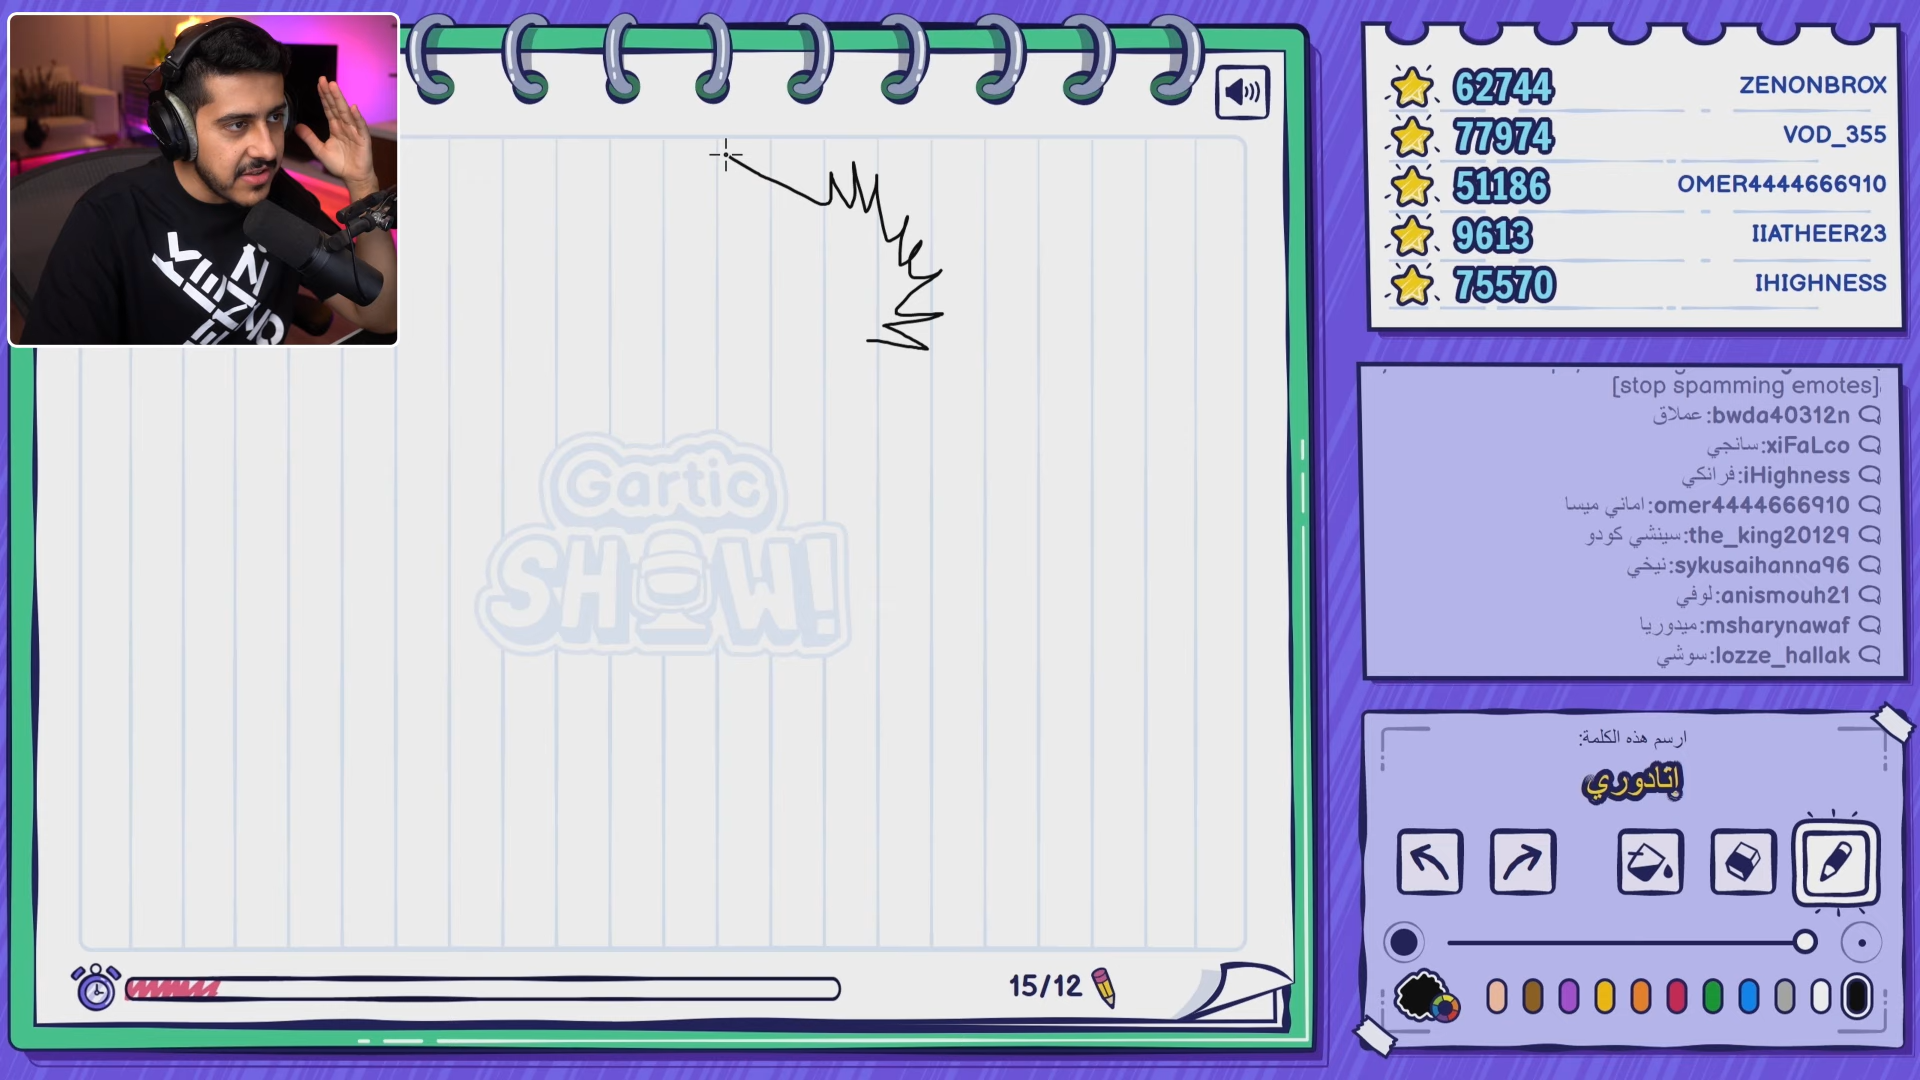 62744 ZENONBROX
77974 VOD_355
51186 OMER4444666910
9613 IIATHEER23
75570 IHIGHNESS
[stop spamming emotes]
bwda40312n: عملاق
xiFaLco: سانجي
iHighness: فرانكي
omer4444666910: اماني ميسا
the_king20129: سينشي كودو
sykusaihanna96: نيخي
anismouh21: لوفي
msharynawaf: ميدوريا
lozze_hallak: سوشي
Gartic
SHOW!
ارسم هذه الكلمة:
إتادوري
15/12